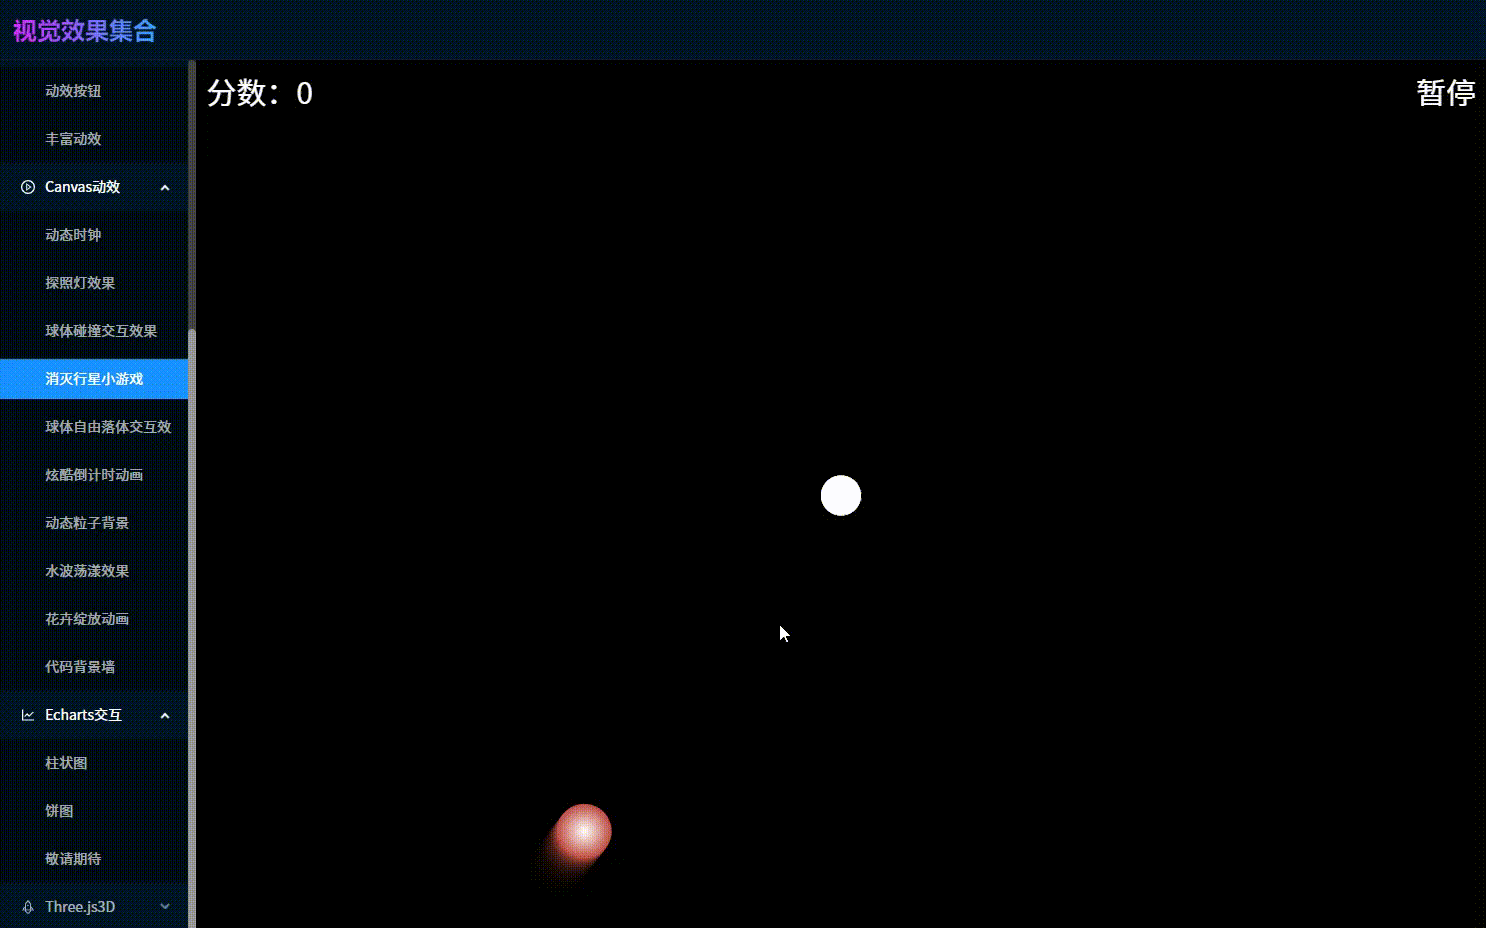 视觉效果集合
分数：0
暂停
动效按钮
丰富动效
Canvas动效
动态时钟
探照灯效果
球体碰撞交互效果
消灭行星小游戏
球体自由落体交互效
炫酷倒计时动画
动态粒子背景
水波荡漾效果
花卉绽放动画
代码背景墙
Echarts交互
柱状图
饼图
敬请期待
Three.js3D